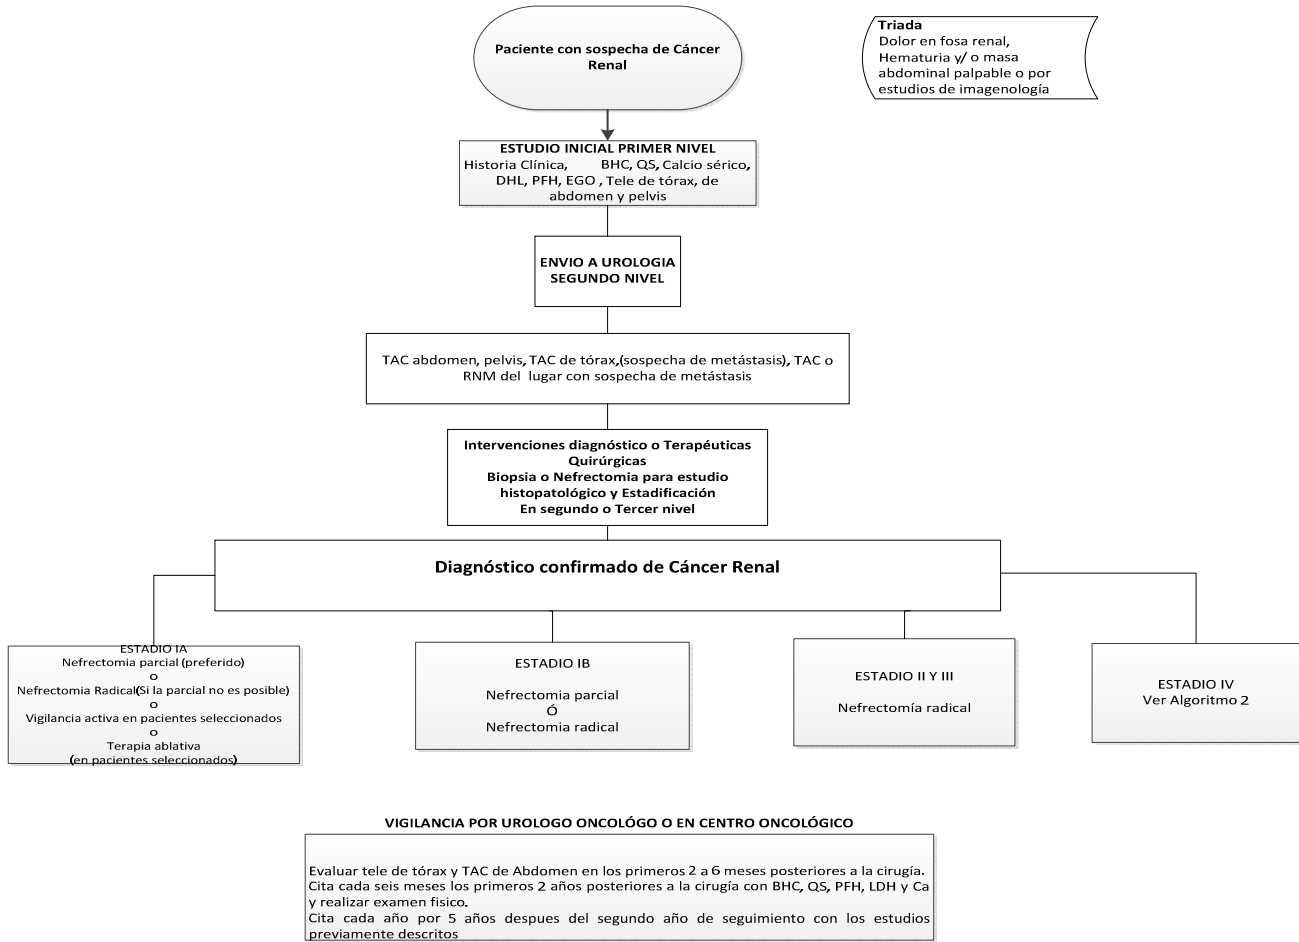 Paciente con sospecha de Cáncer
Renal
Triada
Dolor en fosa renal,
Hematuria y/ o masa
abdominal palpable o por
estudios de imagenología
ESTUDIO INICIAL PRIMER NIVEL
Historia Clínica, BHC, QS, Calcio sérico,
DHL, PFH, EGO , Tele de tórax, de
abdomen y pelvis
ENVIO A UROLOGIA
SEGUNDO NIVEL
TAC abdomen, pelvis, TAC de tórax,(sospecha de metástasis), TAC o
RNM del lugar con sospecha de metástasis
Intervenciones diagnóstico o Terapéuticas
Quirúrgicas
Biopsia o Nefrectomia para estudio
histopatológico y Estadificación
En segundo o Tercer nivel
Diagnóstico confirmado de Cáncer Renal
ESTADIO IA
Nefrectomia parcial (preferido)
o
Nefrectomia Radical(Si la parcial no es posible)
o
Vigilancia activa en pacientes seleccionados
o
Terapia ablativa
(en pacientes seleccionados)
ESTADIO IB
Nefrectomia parcial
Ó
Nefrectomia radical
ESTADIO II Y III
Nefrectomía radical
ESTADIO IV
Ver Algoritmo 2
VIGILANCIA POR UROLOGO ONCOLÓGO O EN CENTRO ONCOLÓGICO
Evaluar tele de tórax y TAC de Abdomen en los primeros 2 a 6 meses posteriores a la cirugía.
Cita cada seis meses los primeros 2 años posteriores a la cirugía con BHC, QS, PFH, LDH y Ca
y realizar examen fisico.
Cita cada año por 5 años despues del segundo año de seguimiento con los estudios
previamente descritos